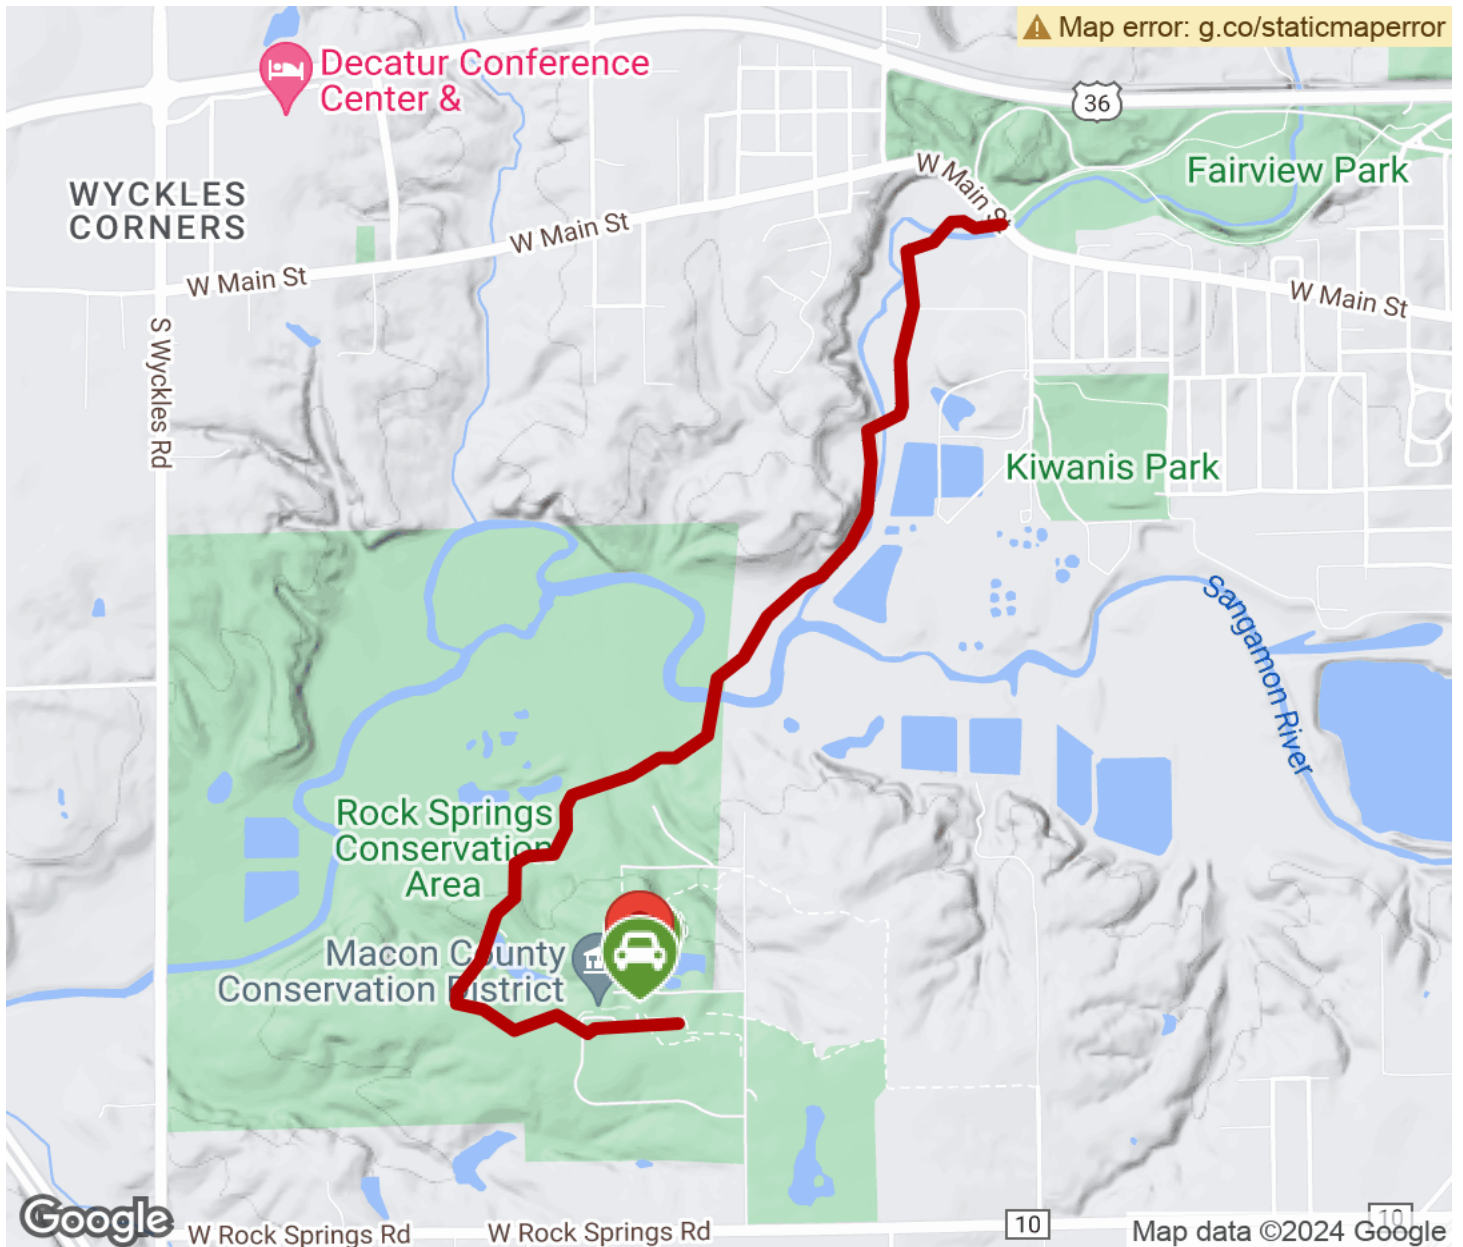 Map error: g.co/staticmaperror
Decatur Conference
Center &
36
W Main St
Fairview Park
WYCKLES
CORNERS
W Main St
W Main St
W Main St
S Wyckles Rd
Kiwanis Park
Sangamon River
Rock Springs
Conservation
Area
Macon County
Conservation District
Google
W Rock Springs Rd
W Rock Springs Rd
10
10
Map data ©2024 Google